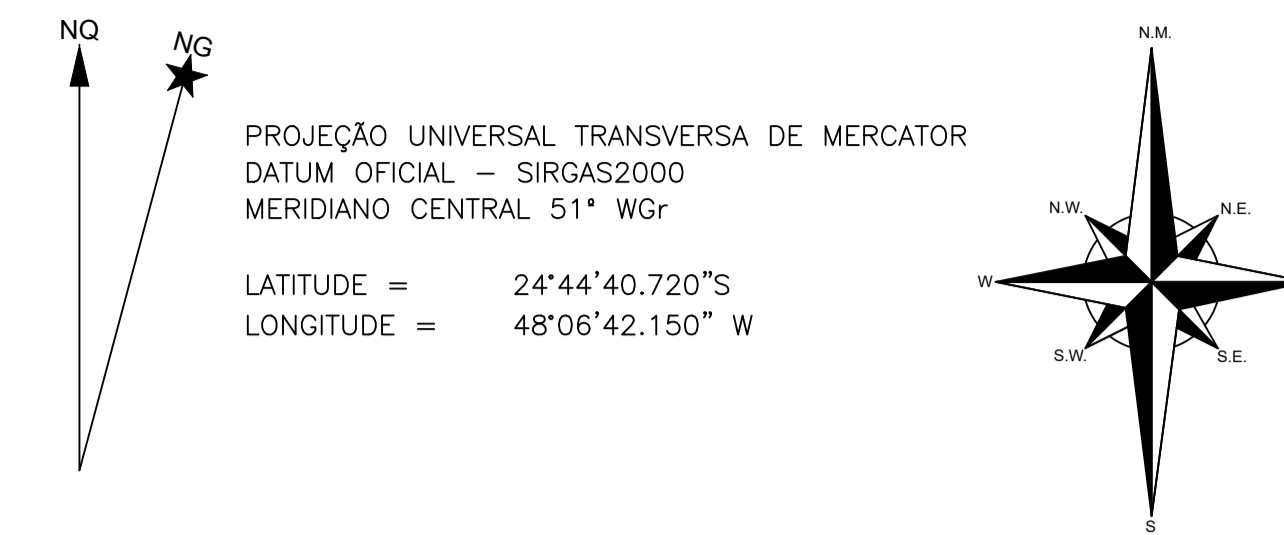 NQ
NG
PROJEÇÃO UNIVERSAL TRANSVERSA DE MERCATOR
DATUM OFICIAL – SIRGAS2000
MERIDIANO CENTRAL 51° WGr
LATITUDE = 24°44'40.720"S
LONGITUDE = 48°06'42.150" W
N.M.
N.W.
N.E.
W
S.W.
S.E.
S